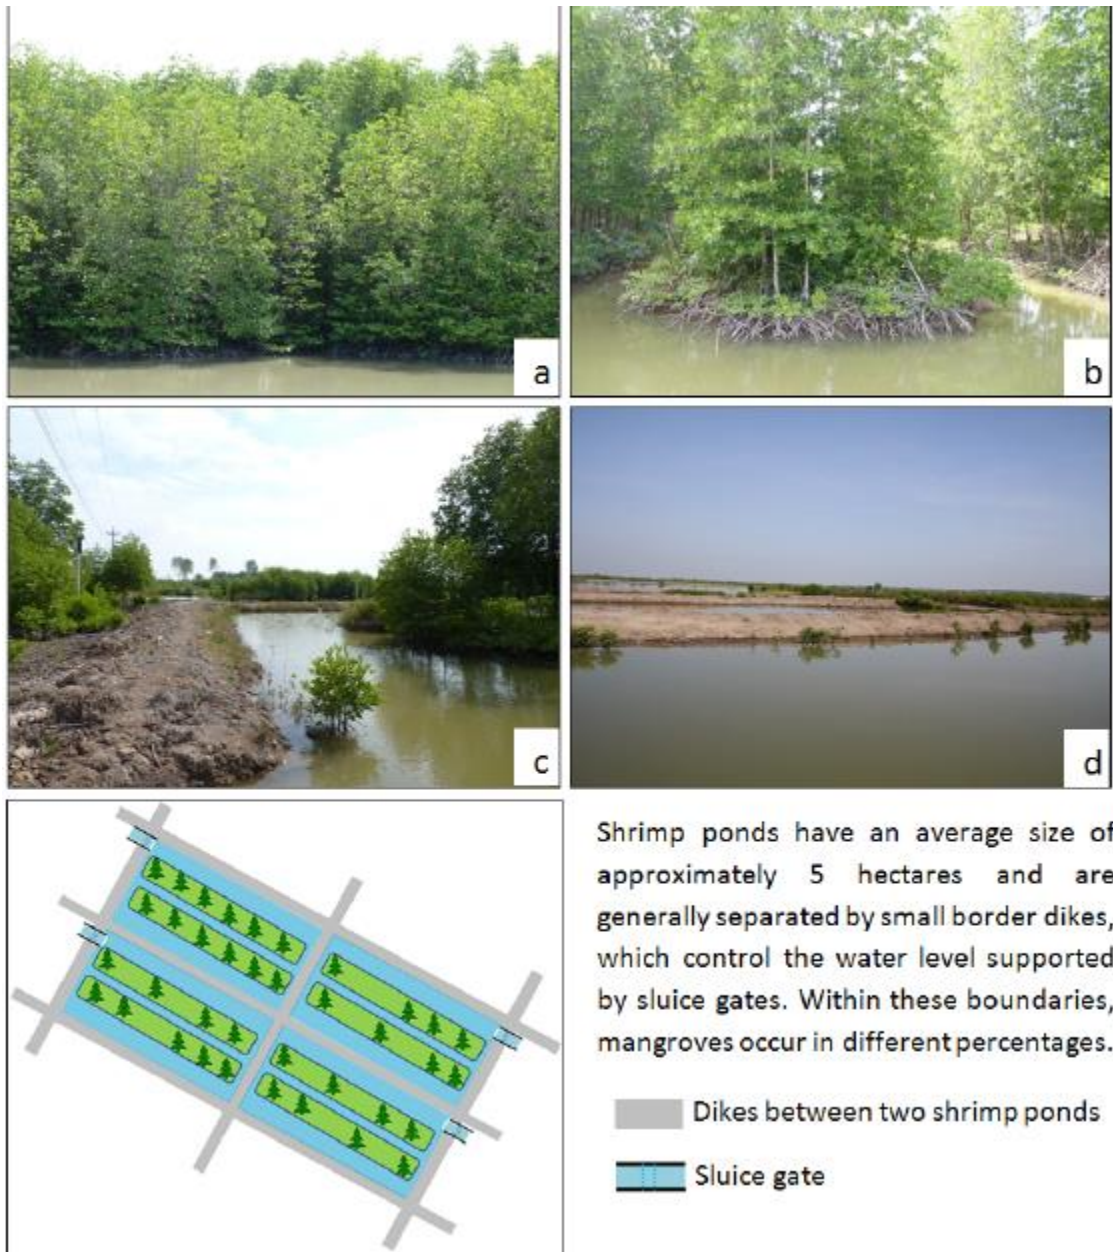 a
b
c
d
Shrimp ponds have an average size of
approximately 5 hectares and are
generally separated by small border dikes,
which control the water level supported
by sluice gates. Within these boundaries,
mangroves occur in different percentages.
Dikes between two shrimp ponds
Sluice gate